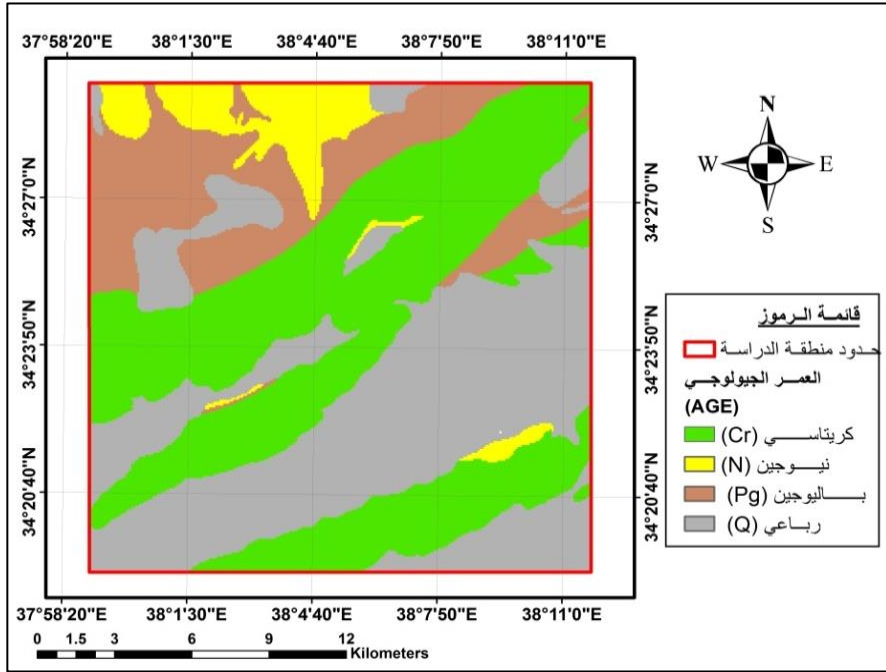 37°58'20"E 38°1'30"E 38°4'40"E 38°7'50"E 38°11'0"E
34°27'0"N
34°23'50"N
34°20'40"N
34°27'0"N
34°23'50"N
34°20'40"N
37°58'20"E 38°1'30"E 38°4'40"E 38°7'50"E 38°11'0"E
0 1.5 3 6 9 12
Kilometers
N
W E
S
قائمة الرموز
حدود منطقة الدراسة
العمر الجيولوجي
(AGE)
كريتاسي (Cr)
نيوجين (N)
باليوجين (Pg)
رباعي (Q)